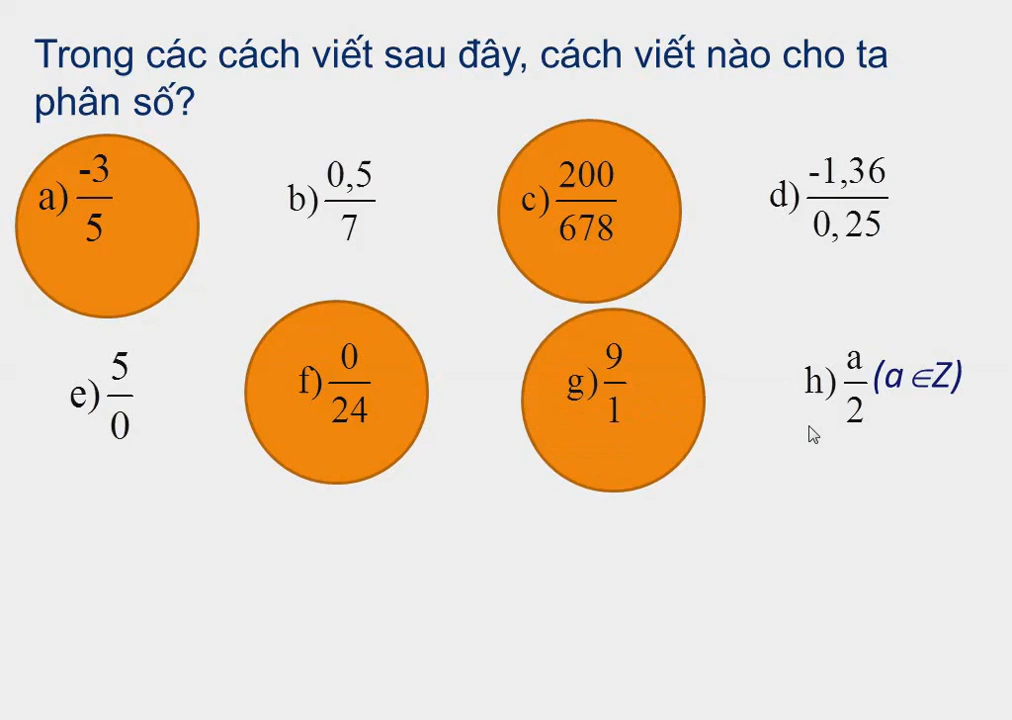 Trong các cách viết sau đây, cách viết nào cho ta
phân số?
a) -3/5 b) 0,5/7 c) 200/678 d) -1,36/0,25
e) 5/0 f) 0/24 g) 9/1 h) a/2 (a ∈Z)